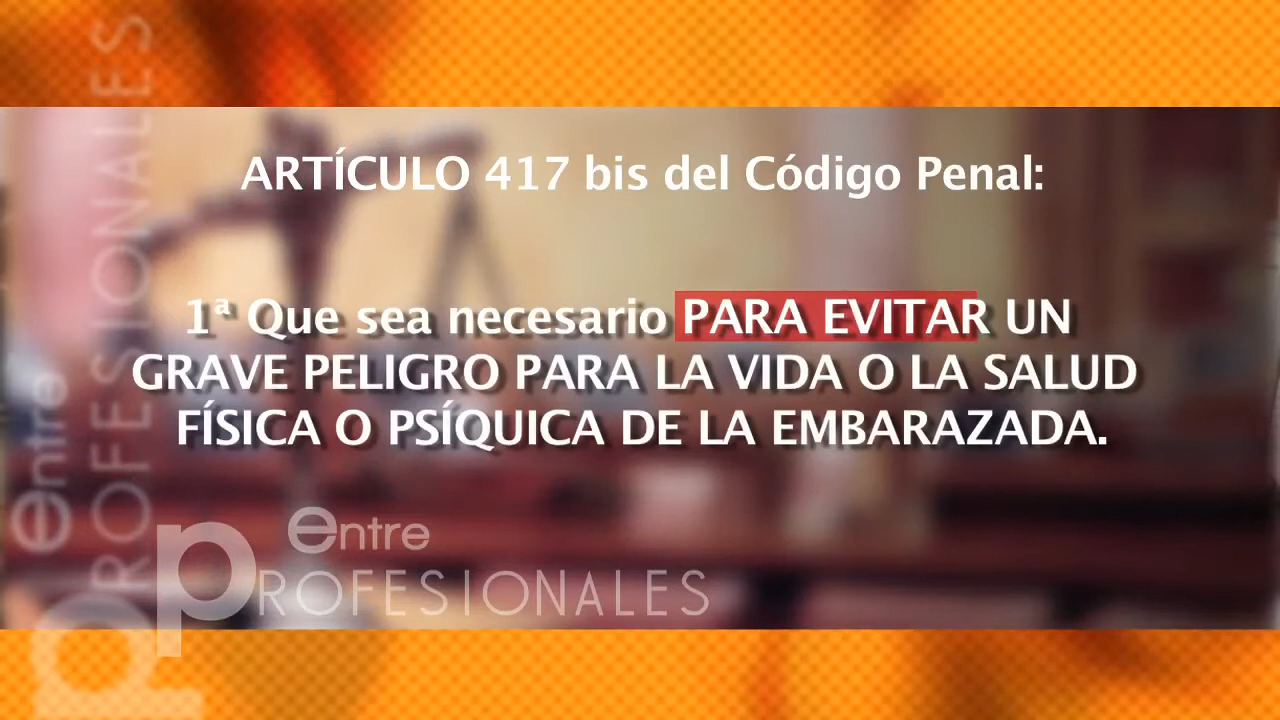 ARTÍCULO 417 bis del Código Penal:
1ª Que sea necesario PARA EVITAR UN
GRAVE PELIGRO PARA LA VIDA O LA SALUD
FÍSICA O PSÍQUICA DE LA EMBARAZADA.
entre
PROFESIONALES
entre
PROFESIONALES